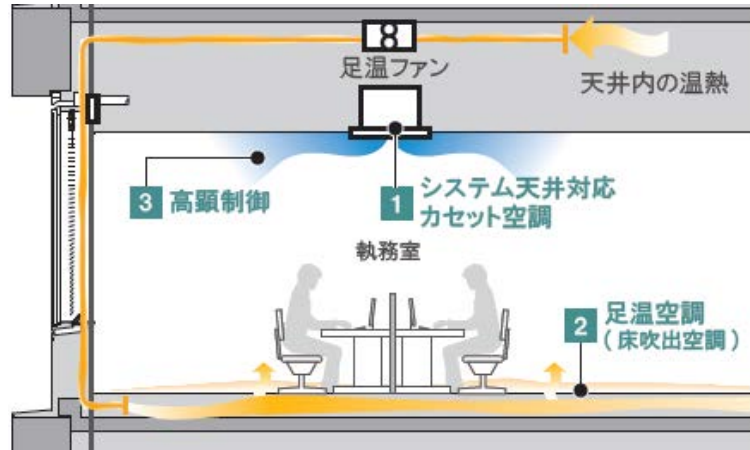 足温ファン
天井内の温熱
3 高顕制御
1 システム天井対応
カセット空調
執務室
2 足温空調
(床吹出空調)